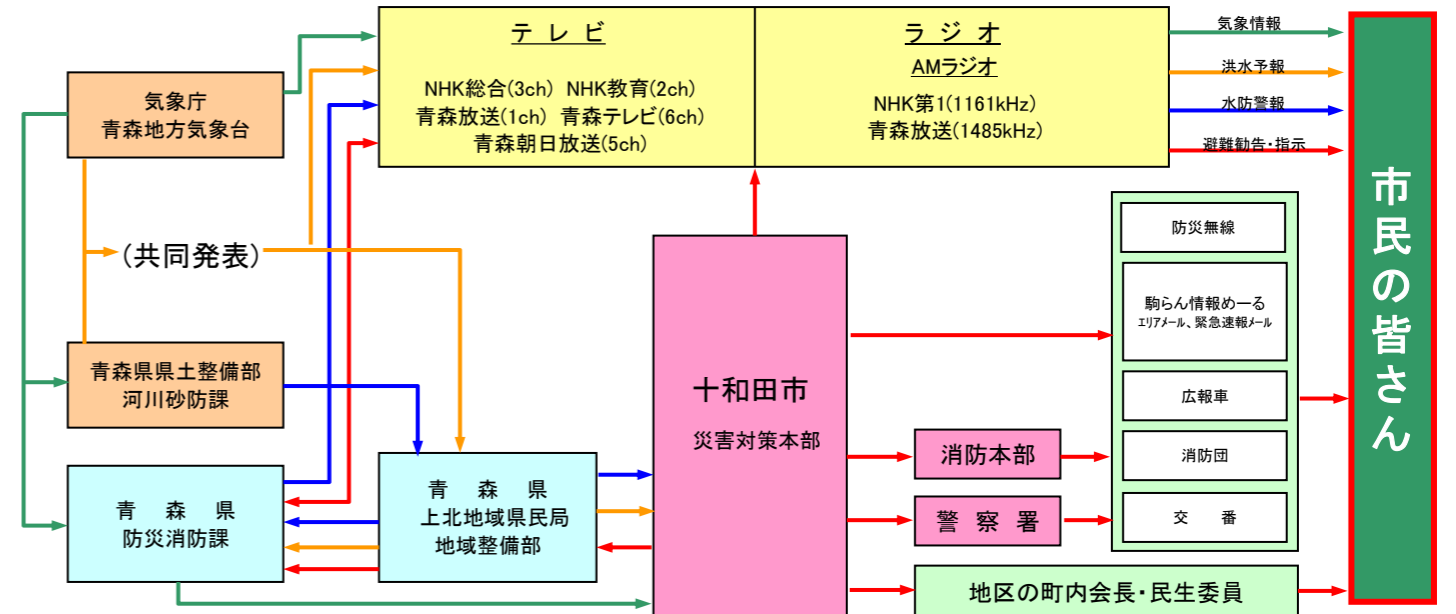 テレビ
NHK総合(3ch) NHK教育(2ch)
青森放送(1ch) 青森テレビ(6ch)
青森朝日放送(5ch)
ラジオ
AMラジオ
NHK第1(1161kHz)
青森放送(1485kHz)
気象情報
洪水予報
水防警報
避難勧告・指示
市民の皆さん
気象庁
青森地方気象台
(共同発表)
青森県県土整備部
河川砂防課
青森県
防災消防課
青森県
上北地域県民局
地域整備部
十和田市
災害対策本部
消防本部
警察署
防災無線
駒らん情報めーる
エリアメール、緊急速報メール
広報車
消防団
交番
地区の町内会長・民生委員